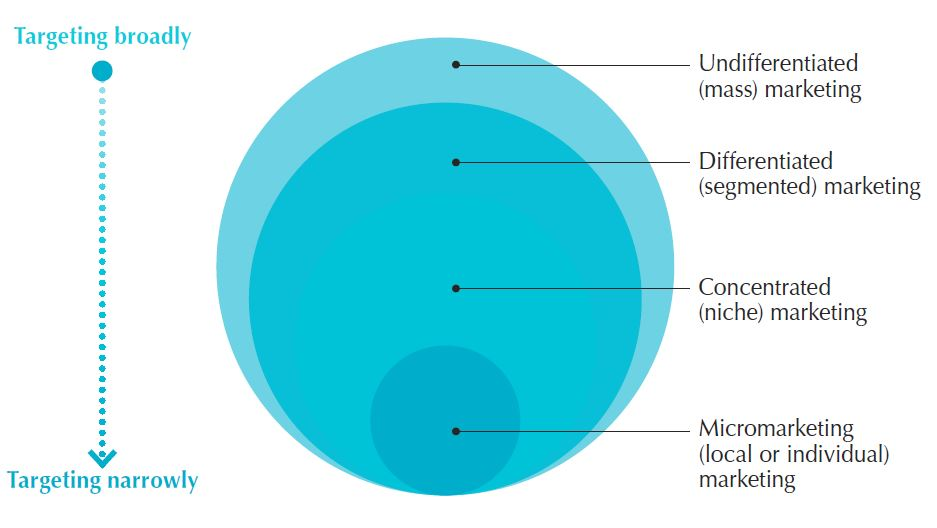 Targeting broadly
Undifferentiated
(mass) marketing
Differentiated
(segmented) marketing
Concentrated
(niche) marketing
Micromarketing
(local or individual)
marketing
Targeting narrowly